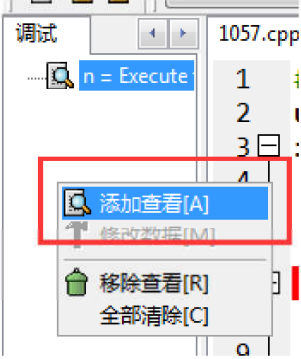 调试
1057.cpp
n = Execute
1
2
3
4
添加查看[A]
修改数据[M]
移除查看[R]
全部清除[C]
9